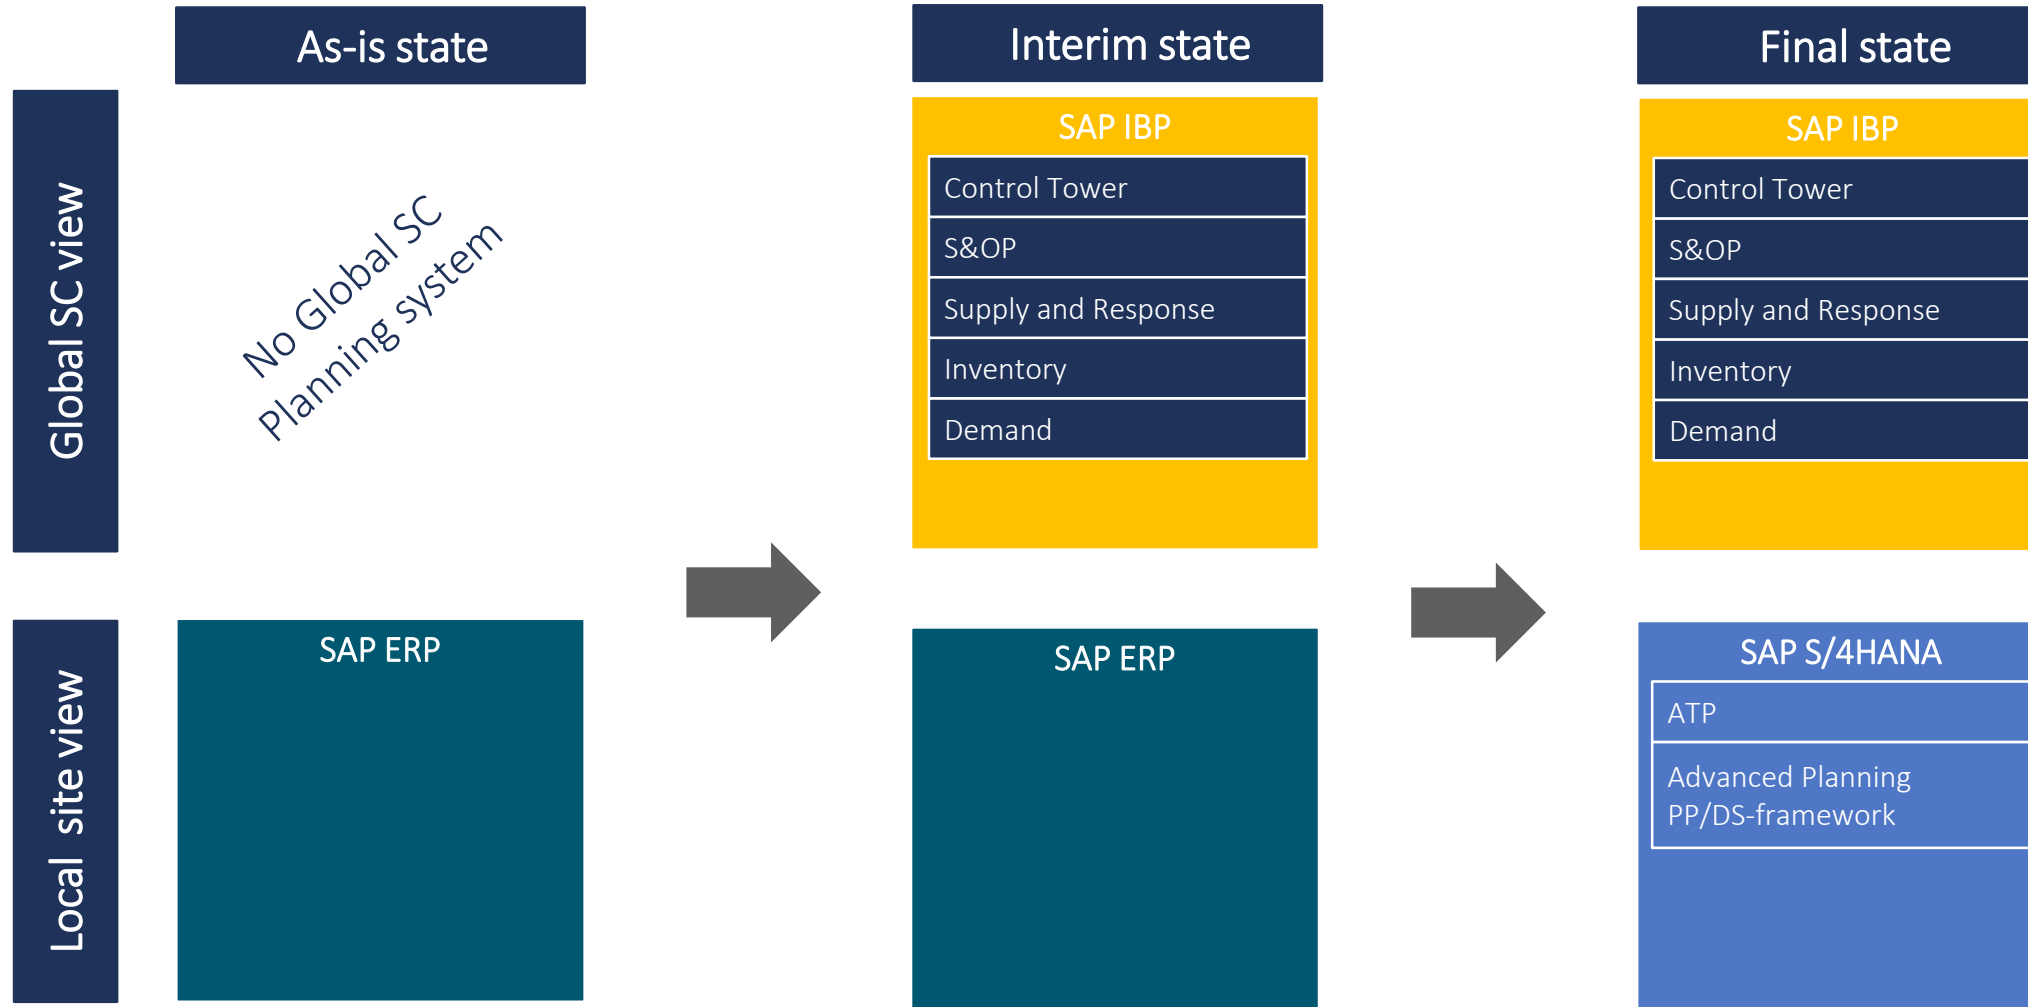 As-is state
Interim state
Final state
Global SC view
No Global SC
Planning system
SAP IBP
Control Tower
S&OP
Supply and Response
Inventory
Demand
SAP IBP
Control Tower
S&OP
Supply and Response
Inventory
Demand
Local site view
SAP ERP
SAP ERP
SAP S/4HANA
ATP
Advanced Planning
PP/DS-framework